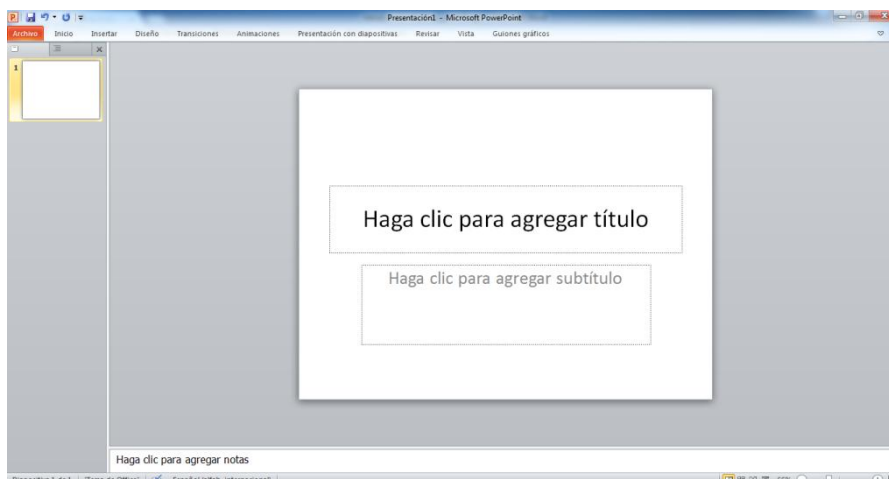 Presentación1 - Microsoft PowerPoint
Archivo Inicio Insertar Diseño Transiciones Animaciones Presentación con diapositivas Revisar Vista Guiones gráficos
1
Haga clic para agregar título
Haga clic para agregar subtítulo
Haga clic para agregar notas